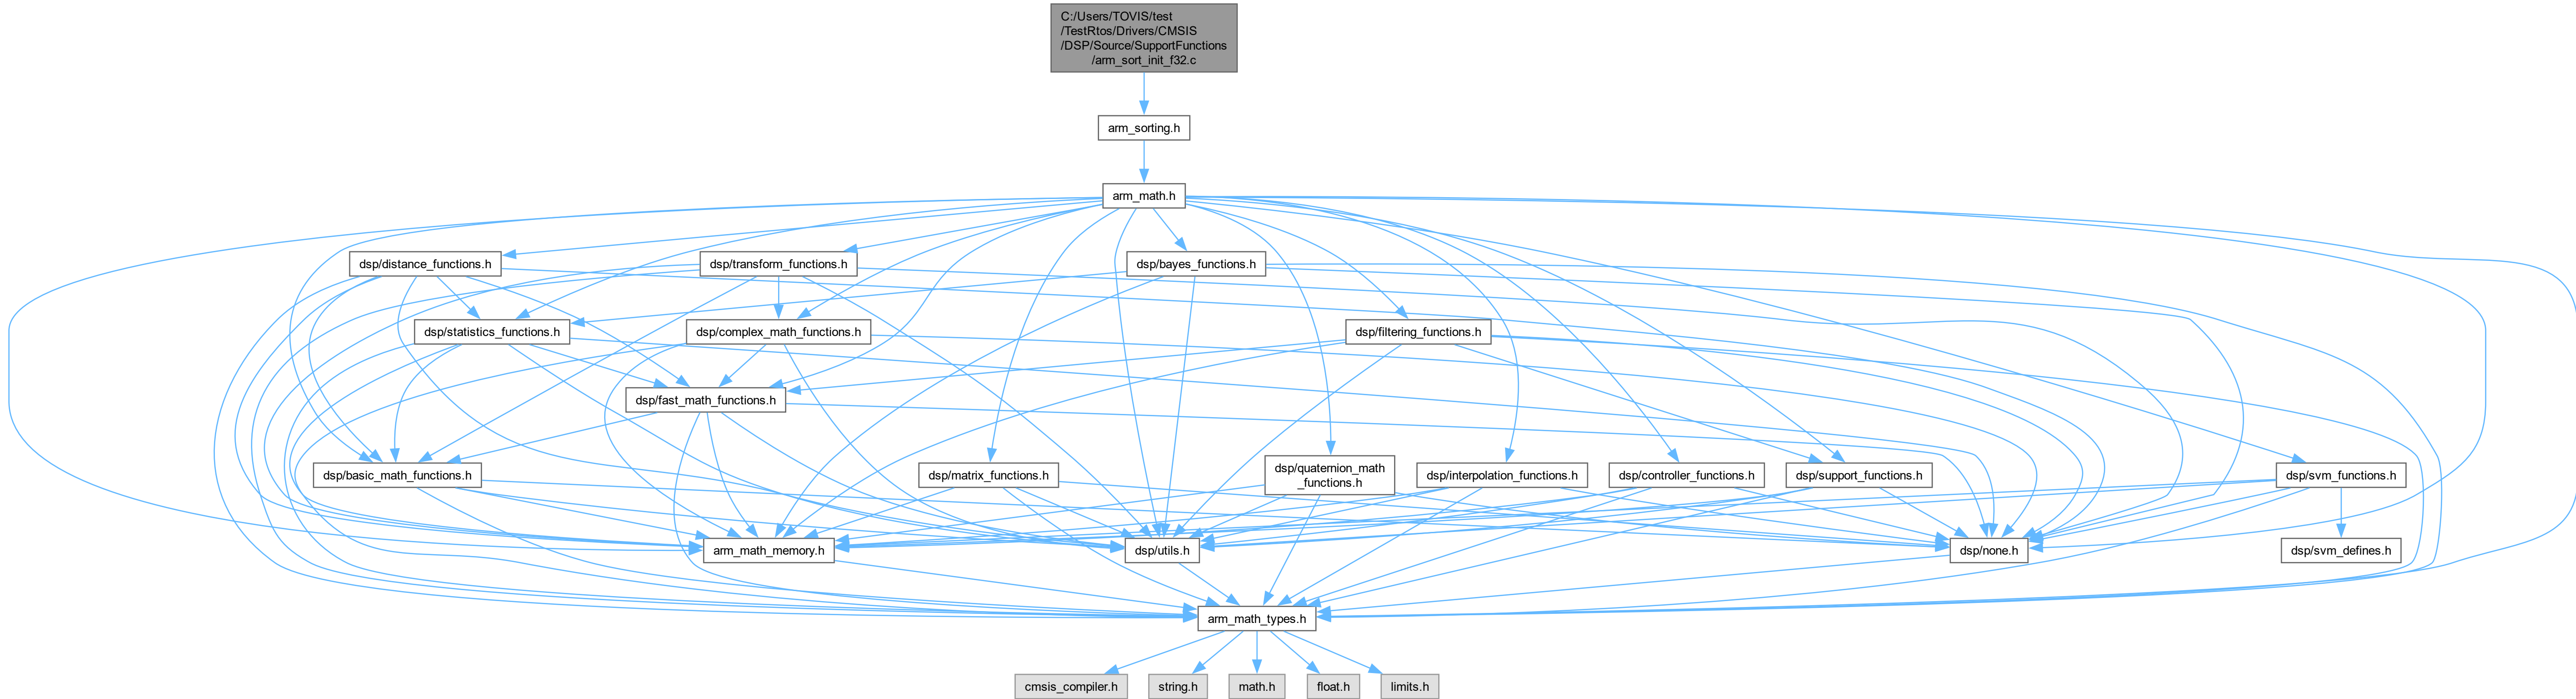 C:/Users/TOVIS/test
/TestRtos/Drivers/CMSIS
/DSP/Source/SupportFunctions
/arm_sort_init_f32.c
arm_sorting.h
arm_math.h
dsp/distance_functions.h
dsp/transform_functions.h
dsp/bayes_functions.h
dsp/statistics_functions.h
dsp/complex_math_functions.h
dsp/filtering_functions.h
dsp/fast_math_functions.h
dsp/basic_math_functions.h
dsp/matrix_functions.h
dsp/quaternion_math
_functions.h
dsp/interpolation_functions.h
dsp/controller_functions.h
dsp/support_functions.h
dsp/svm_functions.h
arm_math_memory.h
dsp/utils.h
dsp/none.h
dsp/svm_defines.h
arm_math_types.h
cmsis_compiler.h
string.h
math.h
float.h
limits.h